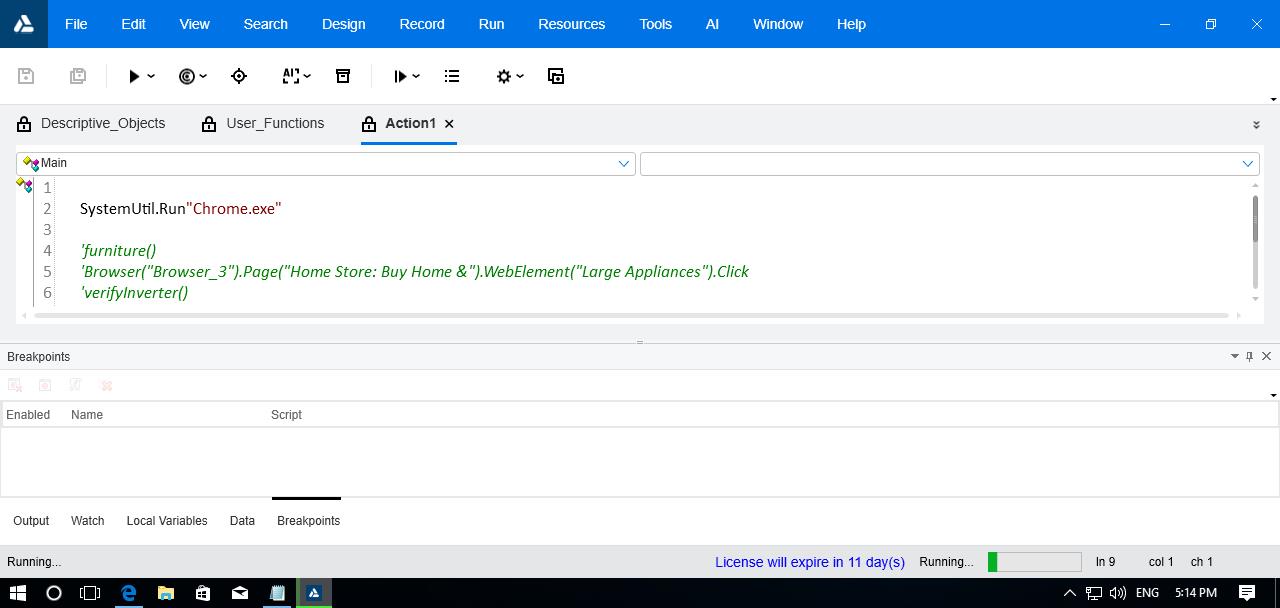 File Edit View Search Design Record Run Resources Tools AI Window Help
AI
Descriptive_Objects User_Functions Action1
Main
1
2 SystemUtil.Run"Chrome.exe"
3
4 'furniture()
5 'Browser("Browser_3").Page("Home Store: Buy Home &").WebElement("Large Appliances").Click
6 'verifyInverter()
Breakpoints
Enabled Name Script
Output Watch Local Variables Data Breakpoints
Running... License will expire in 11 day(s) Running... ln 9 col 1 ch 1
ENG 5:14 PM